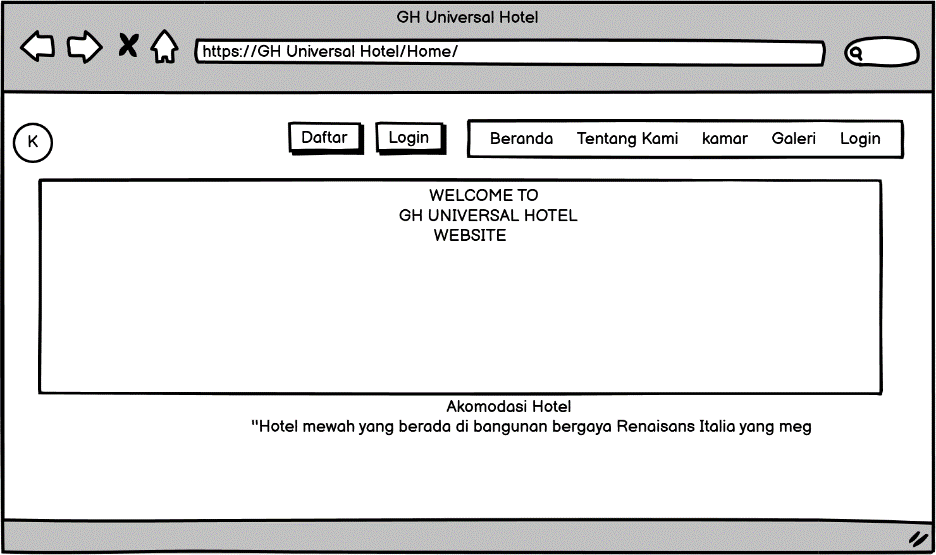 GH Universal Hotel
https://GH Universal Hotel/Home/
K
Daftar
Login
Beranda Tentang Kami kamar Galeri Login
WELCOME TO
GH UNIVERSAL HOTEL
WEBSITE
Akomodasi Hotel
"Hotel mewah yang berada di bangunan bergaya Renaisans Italia yang meg